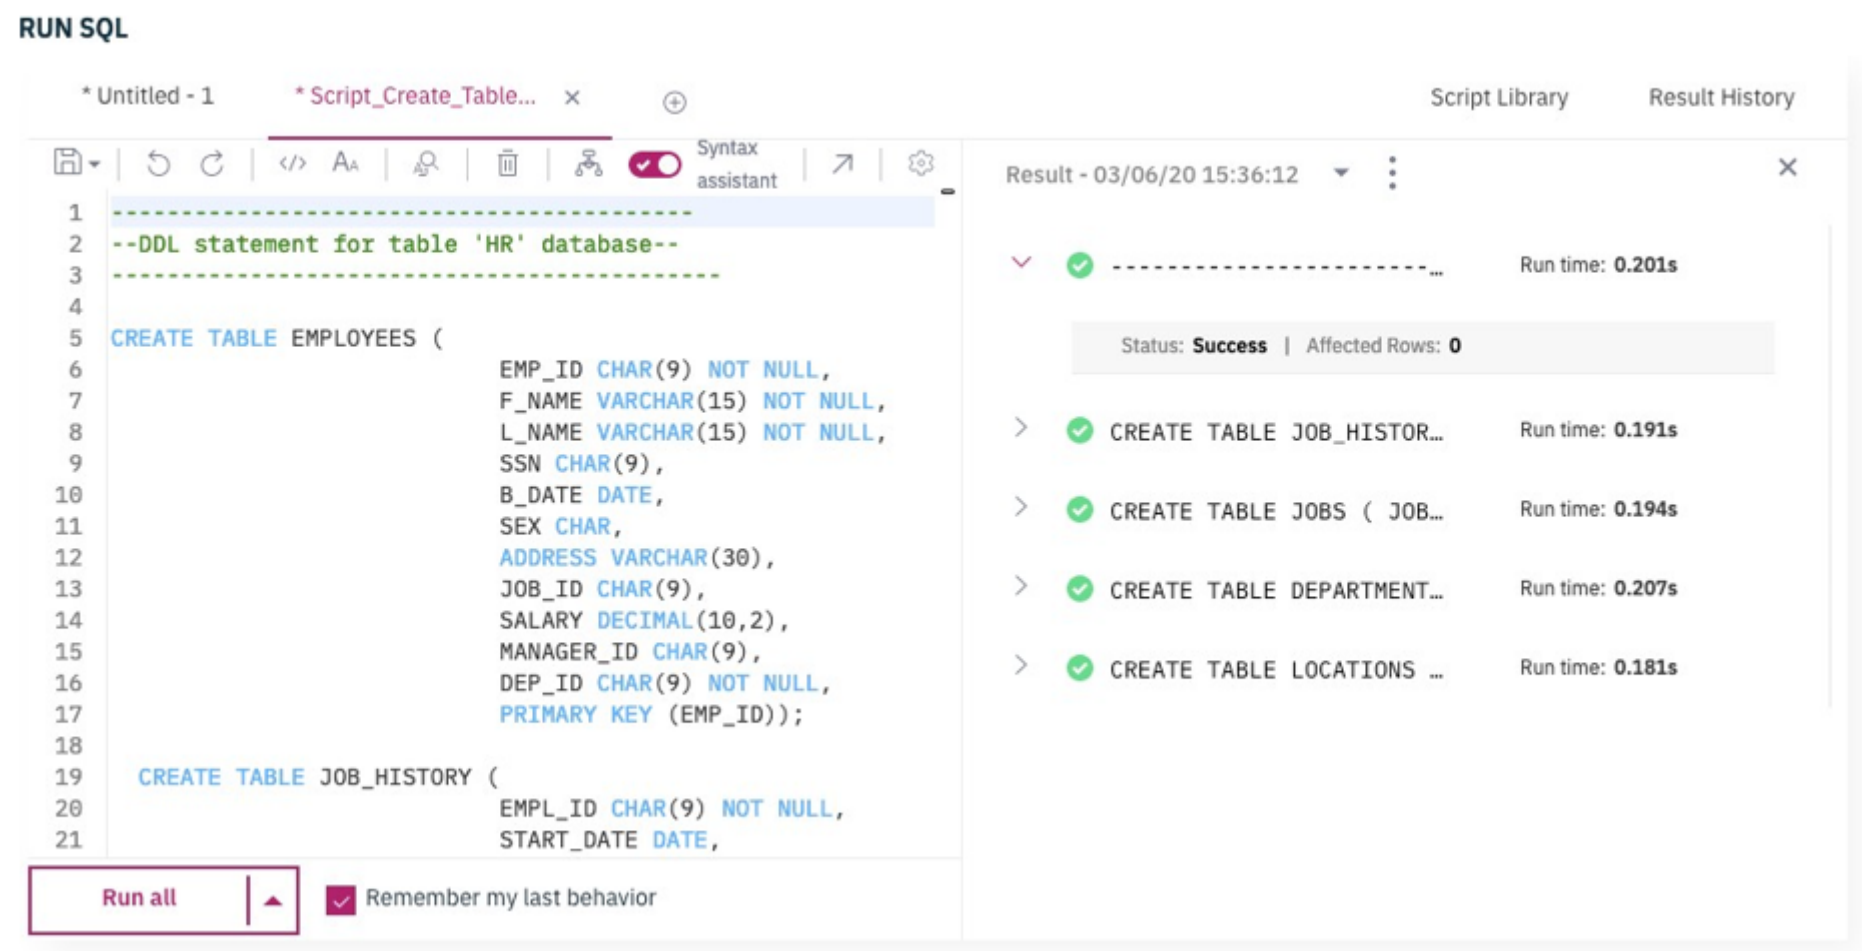 RUN SQL
* Untitled - 1
* Script_Create_Table...
Script Library
Result History
Syntax
assistant
Result - 03/06/20 15:36:12
1 ------------------------------------------
2 --DDL statement for table 'HR' database--
3 --------------------------------------------
4
5 CREATE TABLE EMPLOYEES (
6 EMP_ID CHAR(9) NOT NULL,
7 F_NAME VARCHAR(15) NOT NULL,
8 L_NAME VARCHAR(15) NOT NULL,
9 SSN CHAR(9),
10 B_DATE DATE,
11 SEX CHAR,
12 ADDRESS VARCHAR(30),
13 JOB_ID CHAR(9),
14 SALARY DECIMAL(10,2),
15 MANAGER_ID CHAR(9),
16 DEP_ID CHAR(9) NOT NULL,
17 PRIMARY KEY (EMP_ID));
18
19 CREATE TABLE JOB_HISTORY (
20 EMPL_ID CHAR(9) NOT NULL,
21 START_DATE DATE,
Run all
Remember my last behavior
-----------------------... Run time: 0.201s
Status: Success | Affected Rows: 0
CREATE TABLE JOB_HISTOR... Run time: 0.191s
CREATE TABLE JOBS ( JOB... Run time: 0.194s
CREATE TABLE DEPARTMENT... Run time: 0.207s
CREATE TABLE LOCATIONS ... Run time: 0.181s